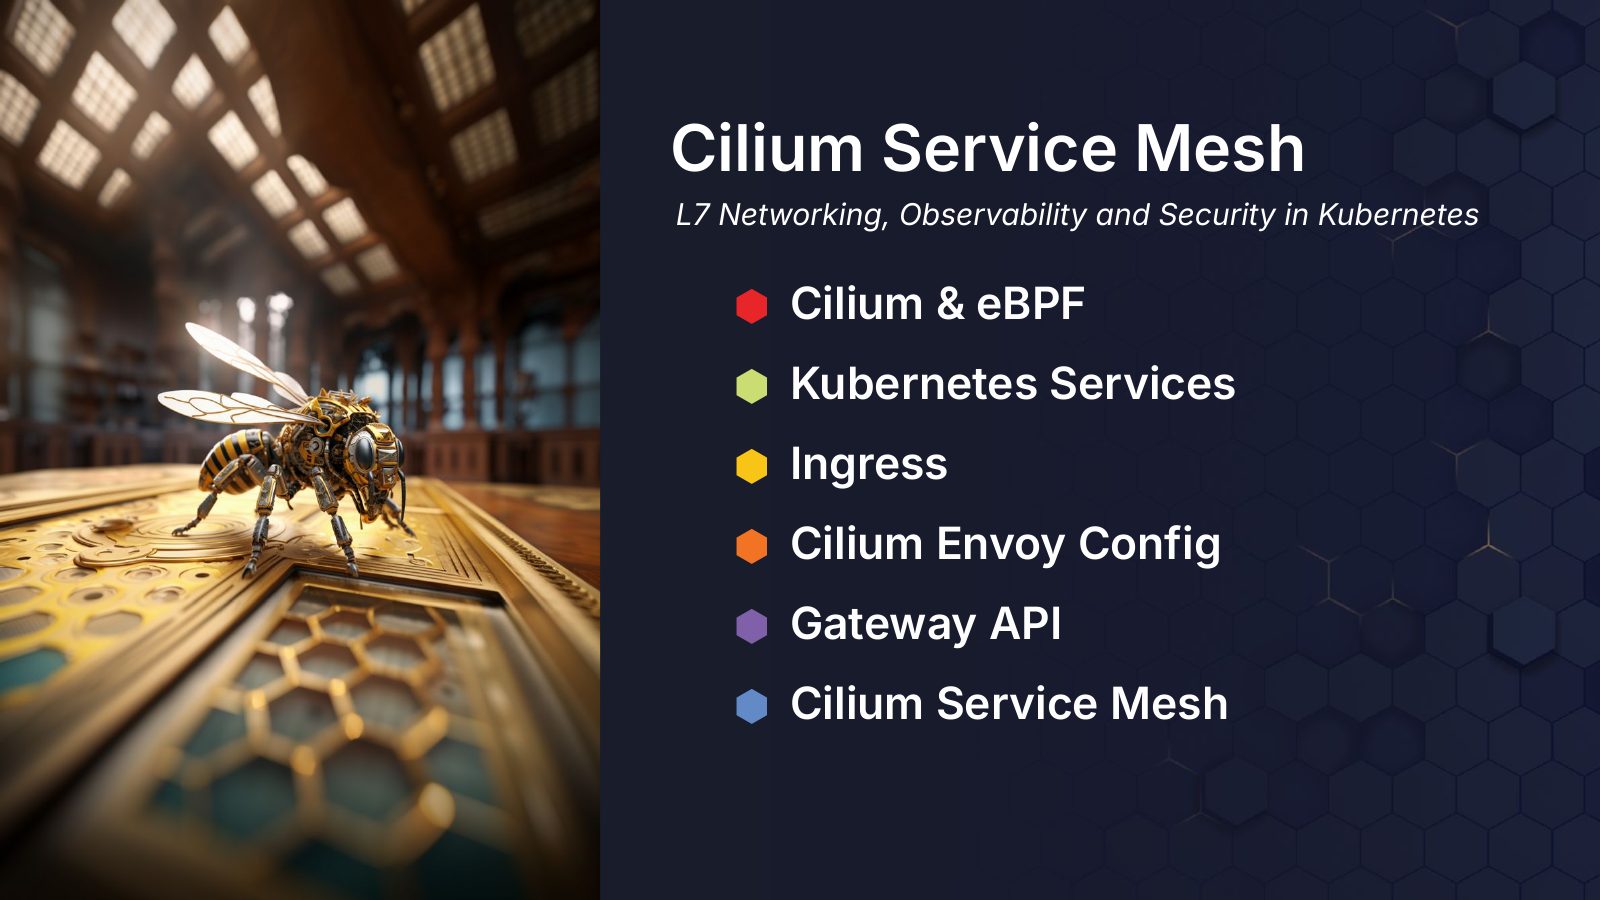 Cilium Service Mesh
L7 Networking, Observability and Security in Kubernetes
Cilium & eBPF
Kubernetes Services
Ingress
Cilium Envoy Config
Gateway API
Cilium Service Mesh